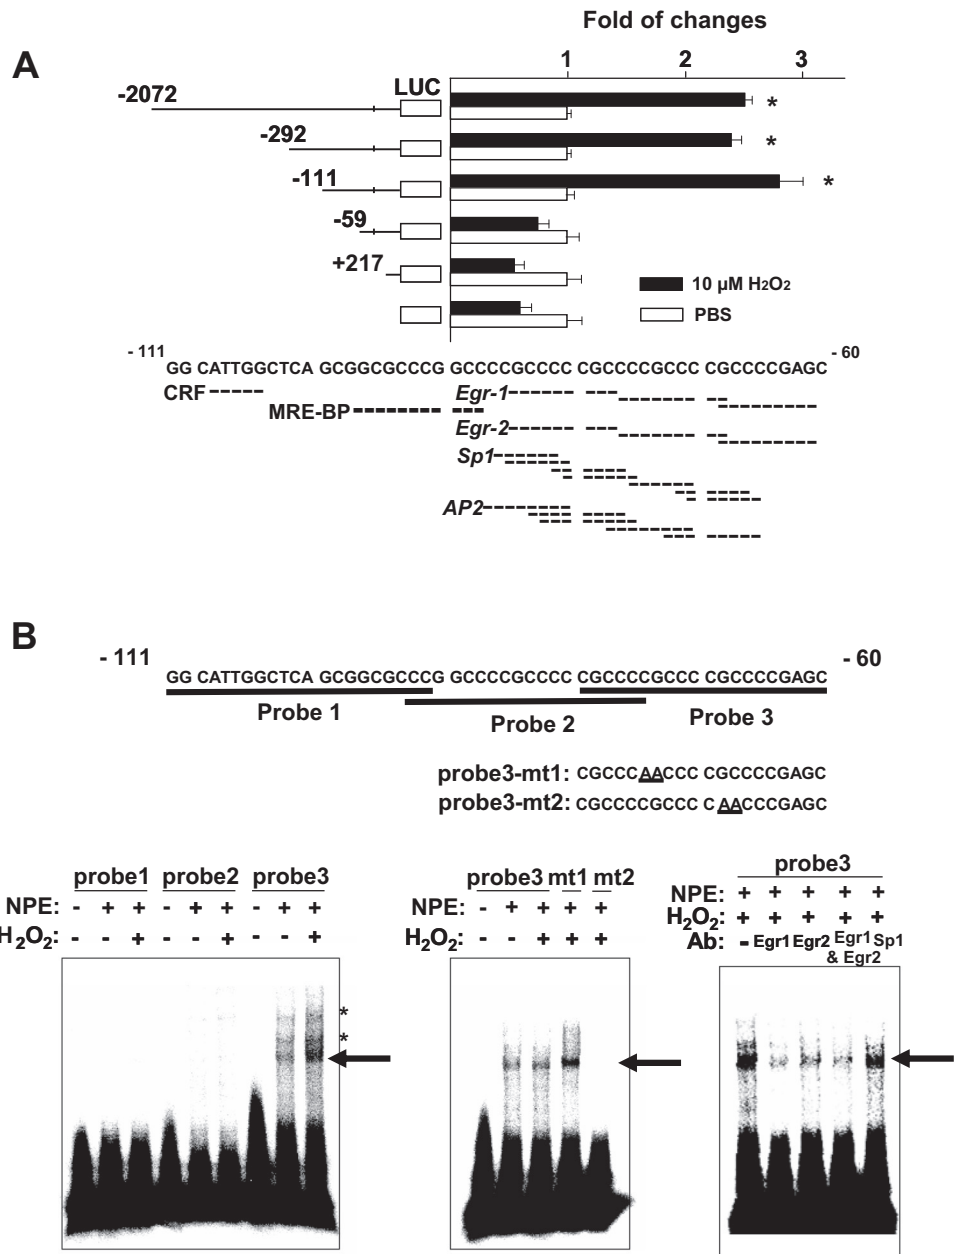 Fold of changes
A
1 2 3
LUC
-2072
*
-292
*
-111
*
-59
+217
10 µM H2O2
PBS
- 111 - 60
GG CATTGGCTCA GCGGCGCCCG GCCCCGCCCC CGCCCCGCCC CGCCCCGAGC
CRF
Egr-1
MRE-BP
Egr-2
Sp1
AP2
B
- 111 - 60
GG CATTGGCTCA GCGGCGCCCG GCCCCGCCCC CGCCCCGCCC CGCCCCGAGC
Probe 1 Probe 2 Probe 3
probe3-mt1: CGCCCAACCC CGCCCCGAGC
probe3-mt2: CGCCCCGCCC CAACCCGAGC
probe1 probe2 probe3
NPE: - + + - + + - + +
H2O2: - - + - - + - - +
*
*
probe3 mt1 mt2
NPE: - + + + +
H2O2: - - + + +
probe3
NPE: + + + + +
H2O2: + + + + +
Ab: - Egr1 Egr2 Egr1 & Egr2 Sp1